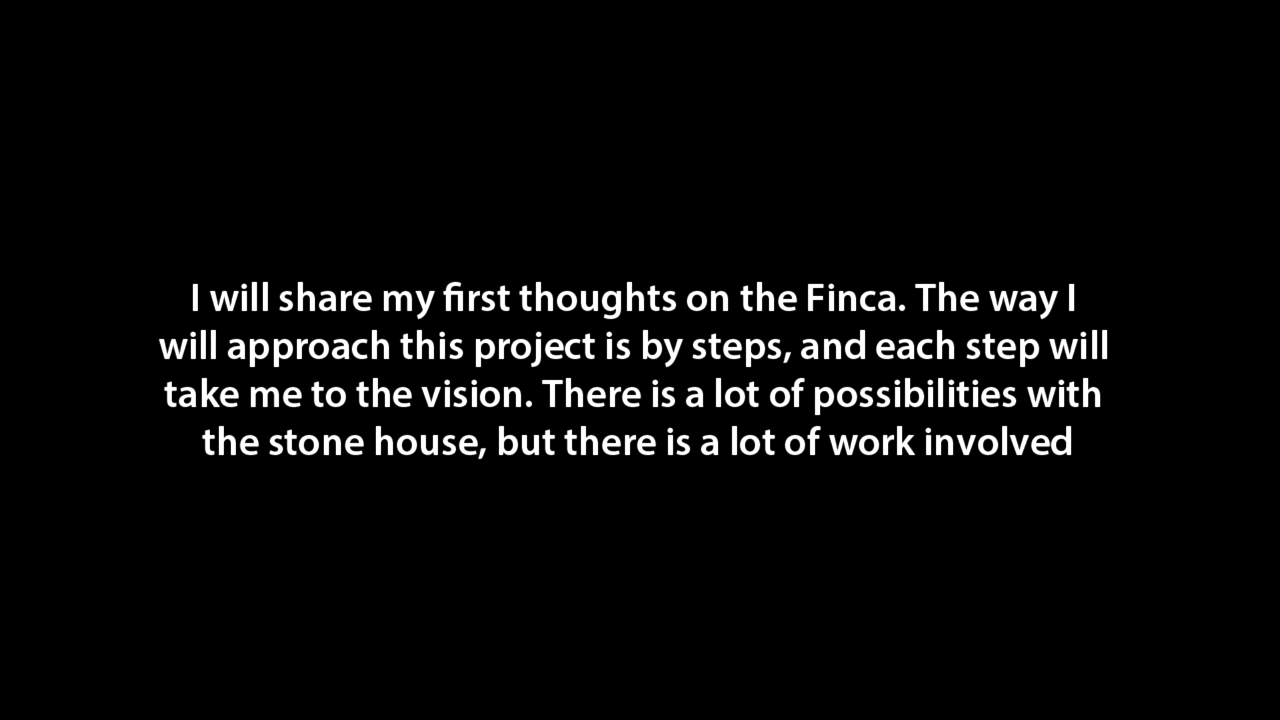 I will share my first thoughts on the Finca. The way I
will approach this project is by steps, and each step will
take me to the vision. There is a lot of possibilities with
the stone house, but there is a lot of work involved